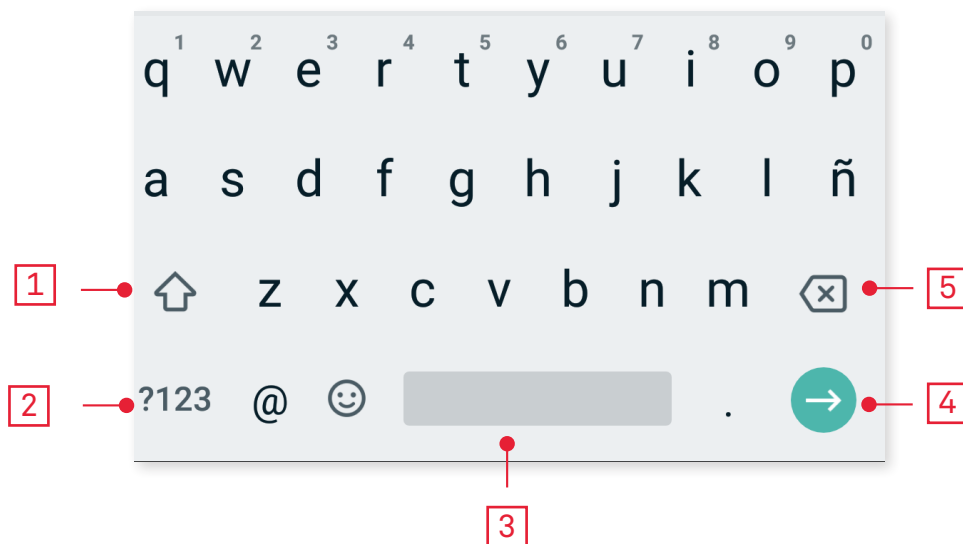 1 2 3 4 5 6 7 8 9 0
q w e r t y u i o p
a s d f g h j k l ñ
1 z x c v b n m 5
2 ?123 @ . 4
3